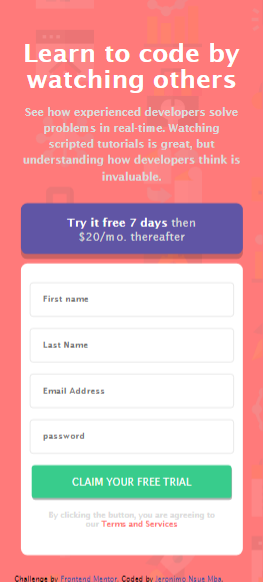 Learn to code by
watching others
See how experienced developers solve
problems in real-time. Watching
scripted tutorials is great, but
understanding how developers think is
invaluable.
Try it free 7 days then
$20/mo. thereafter
First name
Last Name
Email Address
password
CLAIM YOUR FREE TRIAL
By clicking the button, you are agreeing to
our Terms and Services
Challenge by Frontend Mentor. Coded by Jeronimo Nsue Mba.